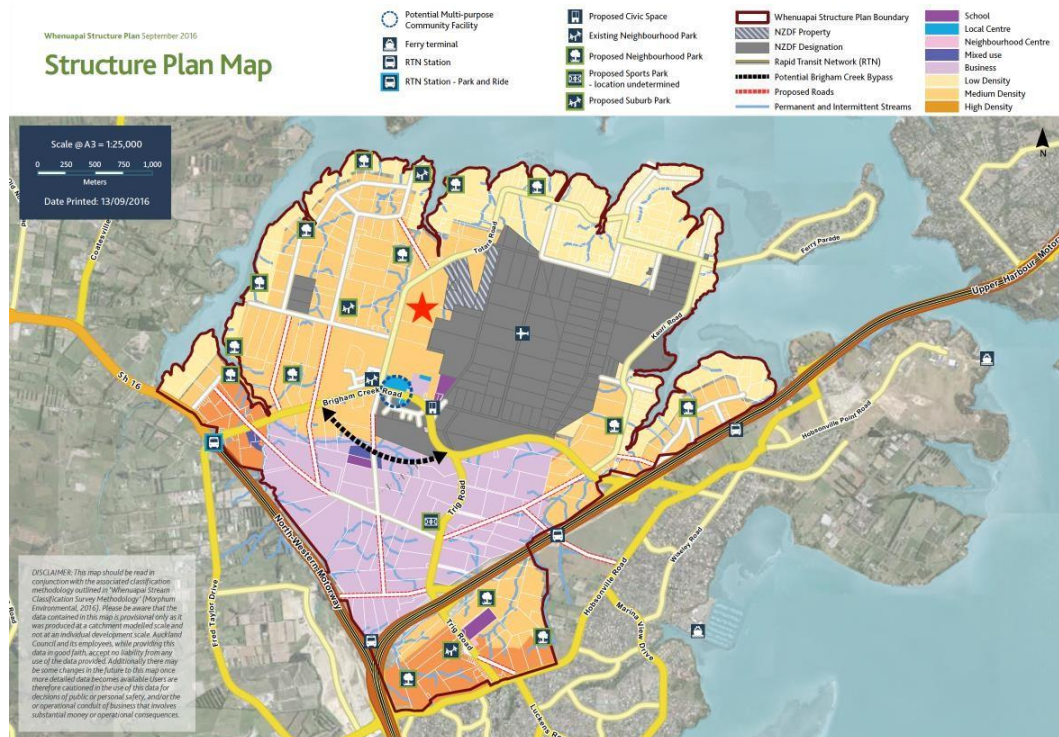 Whenuapai Structure Plan September 2016
Structure Plan Map
Potential Multi-purpose
Community Facility
Ferry terminal
RTN Station
RTN Station - Park and Ride
Proposed Civic Space
Existing Neighbourhood Park
Proposed Neighbourhood Park
Proposed Sports Park
- location undetermined
Proposed Suburb Park
Whenuapai Structure Plan Boundary
NZDF Property
NZDF Designation
Rapid Transit Network (RTN)
Potential Brigham Creek Bypass
Proposed Roads
Permanent and Intermittent Streams
School
Local Centre
Neighbourhood Centre
Mixed use
Business
Low Density
Medium Density
High Density
Scale @ A3 = 1:25,000
0 250 500 750 1,000
Meters
Date Printed: 13/09/2016
N
Coatesville
Totara Road
Ferry Parade
Upper Harbour Motor
Kauri Road
Sh 16
Brigham Creek Road
Hobsonville Point Road
Trig Road
North-Western Motorway
Wiseley Road
Hobsonville Road
Fred Taylor Drive
Marina View Drive
Trig Road
Luckens Ro
Road
DISCLAIMER: This map should be read in
conjunction with the associated classification
methodology outlined in "Whenuapai Stream
Classification Survey Methodology" (Morphum
Environmental, 2016). Please be aware that the
data contained in this map is provisional only as it
was produced at a catchment modelled scale and
not at an individual development scale. Auckland
Council and its employees, while providing this
data in good faith, accept no liability from any
use of the data provided. Additionally there may
be some changes in the future to this map once
more detailed data becomes available Users are
therefore cautioned in the use of this data for
decisions of public or personal safety, and/or the
or operational conduct of business that involves
substantial money or operational consequences.